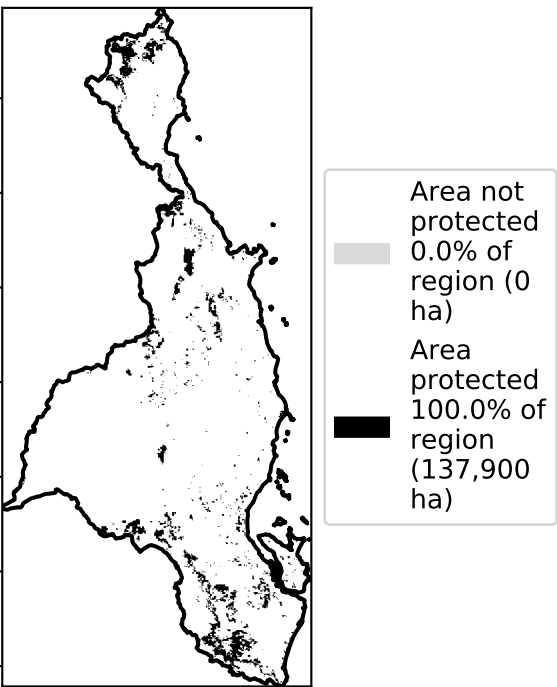 Area not
protected
0.0% of
region (0
ha)
Area
protected
100.0% of
region
(137,900
ha)